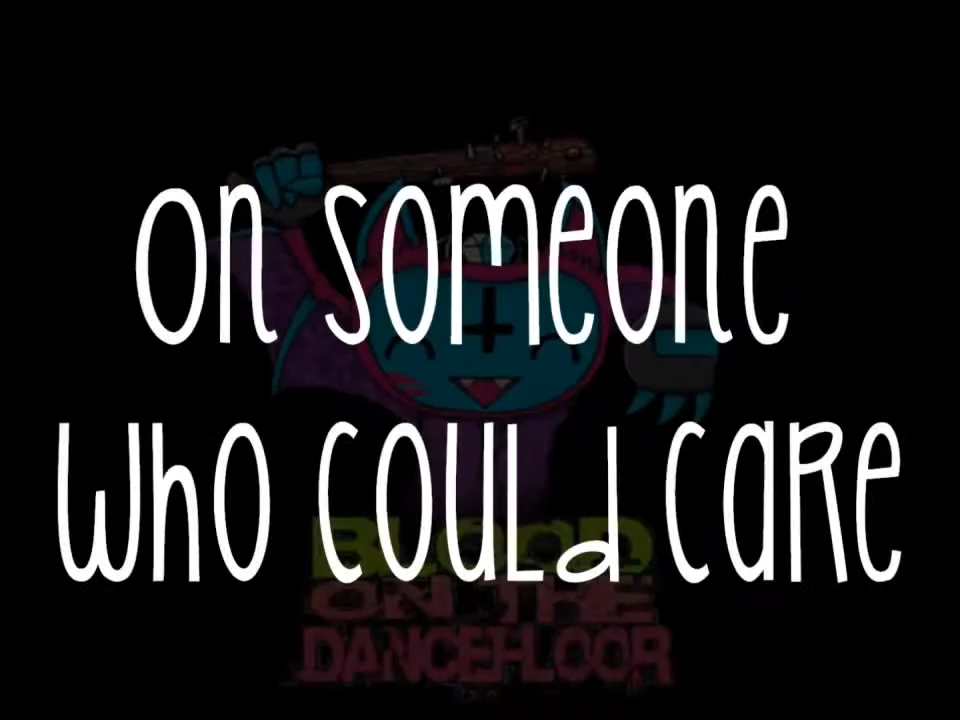 on someone
who could care
BLOOD
ON THE
DANCEFLOOR